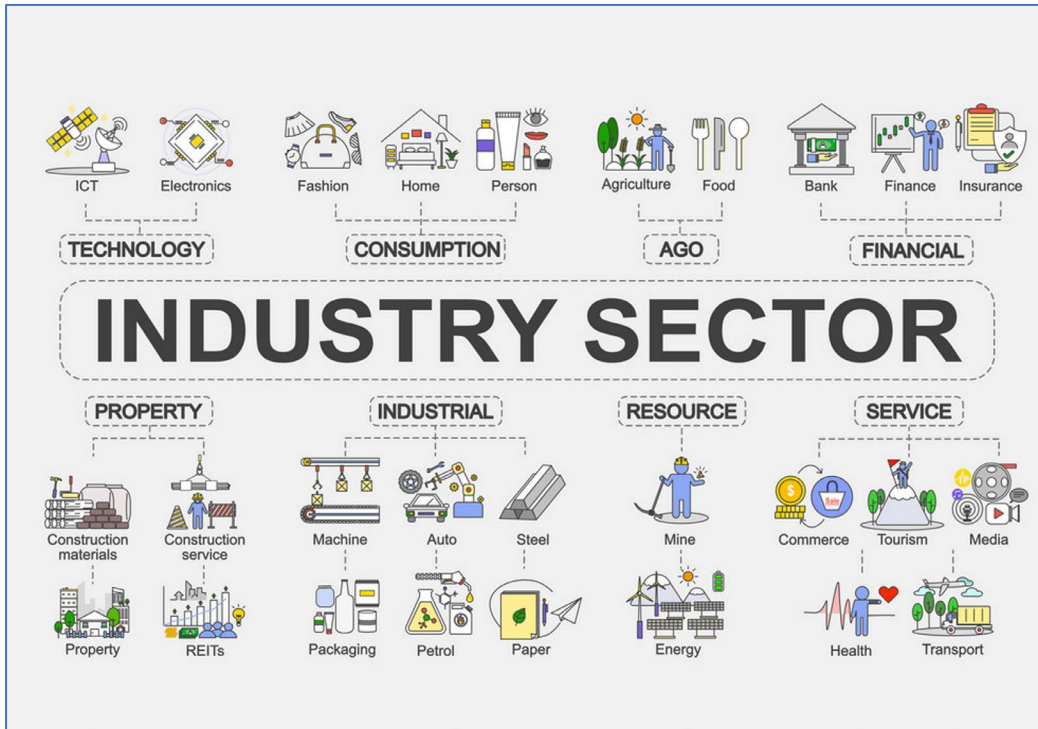 ICT
Electronics
Fashion
Home
Person
Agriculture
Food
Bank
Finance
Insurance
TECHNOLOGY
CONSUMPTION
AGO
FINANCIAL
INDUSTRY SECTOR
PROPERTY
INDUSTRIAL
RESOURCE
SERVICE
Sale
Construction
materials
Construction
service
Machine
Auto
Steel
Mine
Commerce
Tourism
Media
Property
REITs
Packaging
Petrol
Paper
Energy
Health
Transport